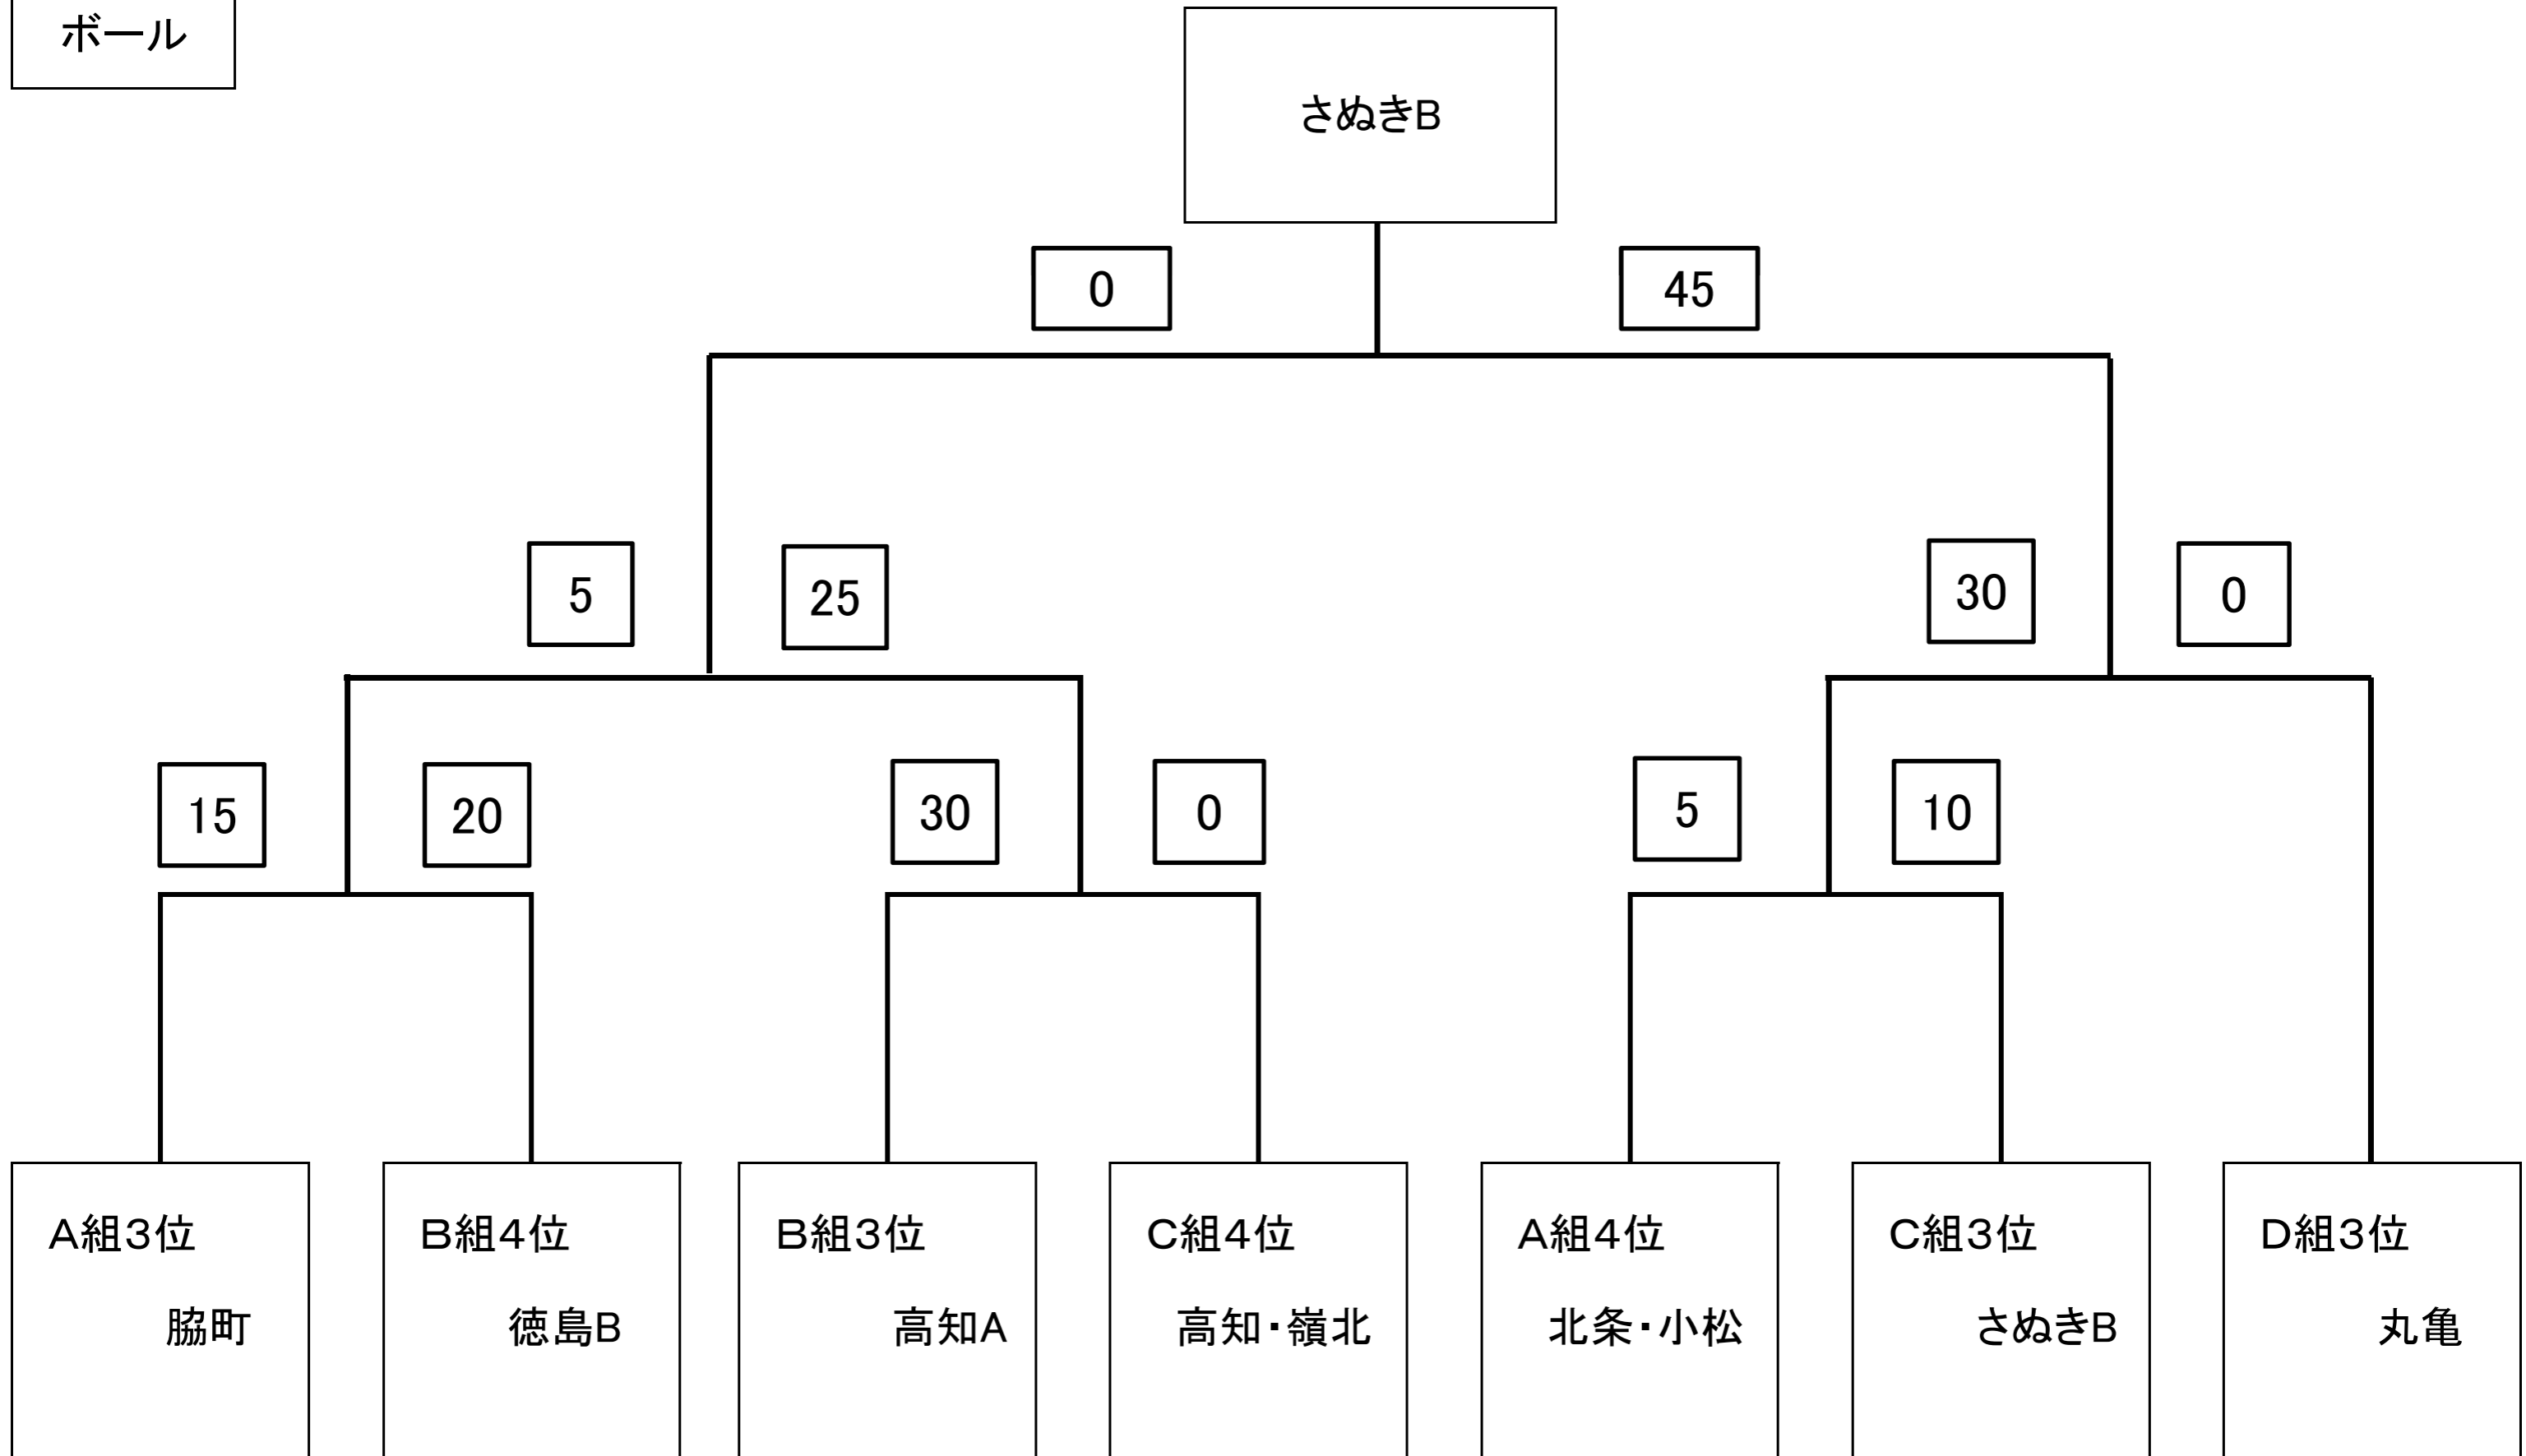 ボール
さぬきB
0
45
5
25
30
0
15
20
30
0
5
10
A組3位
脇町
B組4位
徳島B
B組3位
高知A
C組4位
高知・嶺北
A組4位
北条・小松
C組3位
さぬきB
D組3位
丸亀